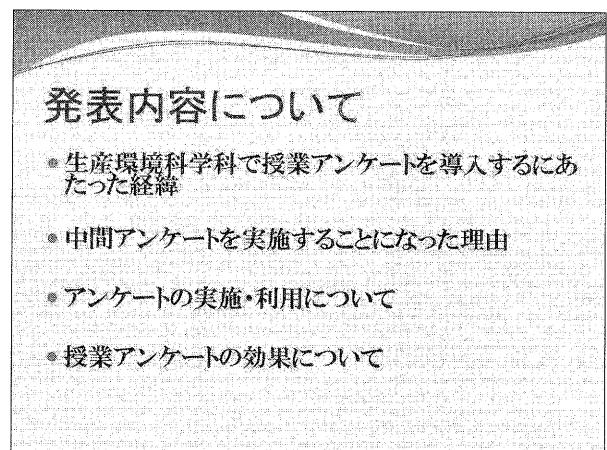 発表内容について
生産環境科学科で授業アンケートを導入するにあ
たった経緯
中間アンケートを実施することになった理由
アンケートの実施・利用について
授業アンケートの効果について